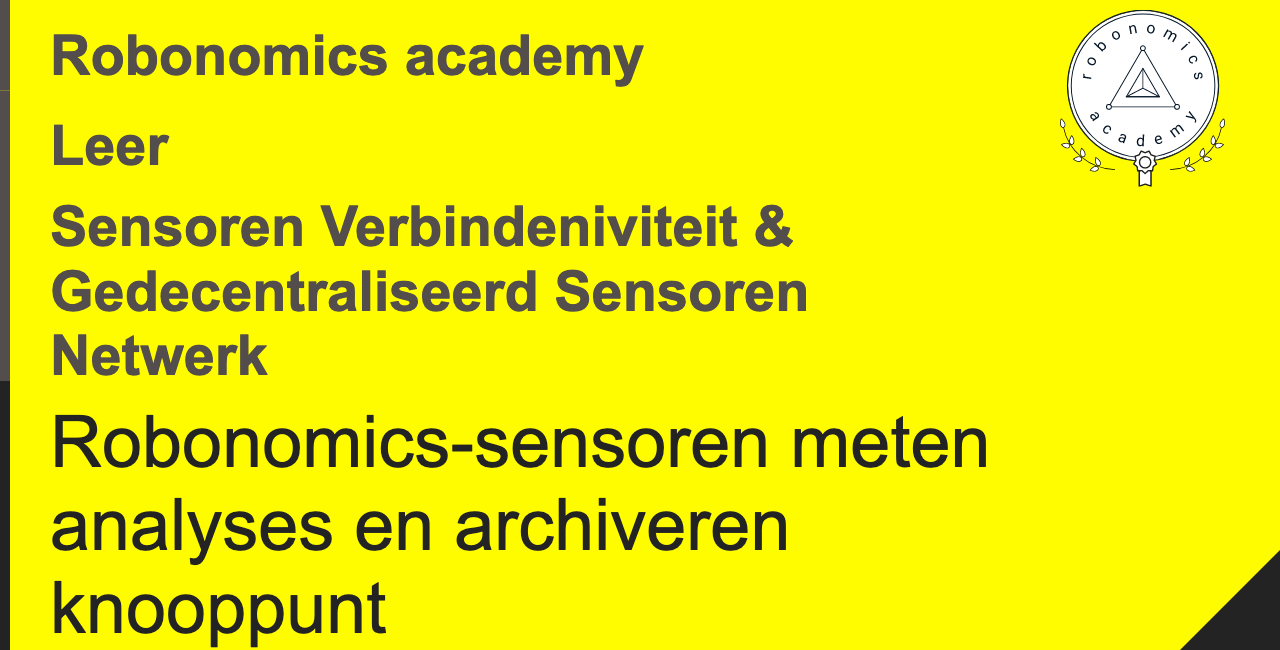 Robonomics academy
robonomics
academy
Leer
Sensoren Verbindeniviteit &
Gedecentraliseerd Sensoren
Netwerk
Robonomics-sensoren meten
analyses en archiveren
knooppunt